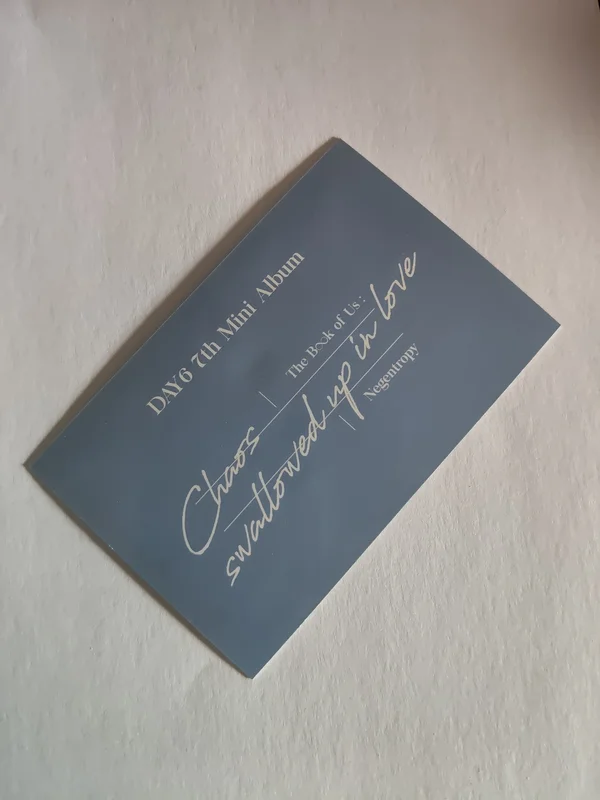 DAY6 7th Mini Album
The Book of Us :
Chaos
swallowed up in love
Negentropy